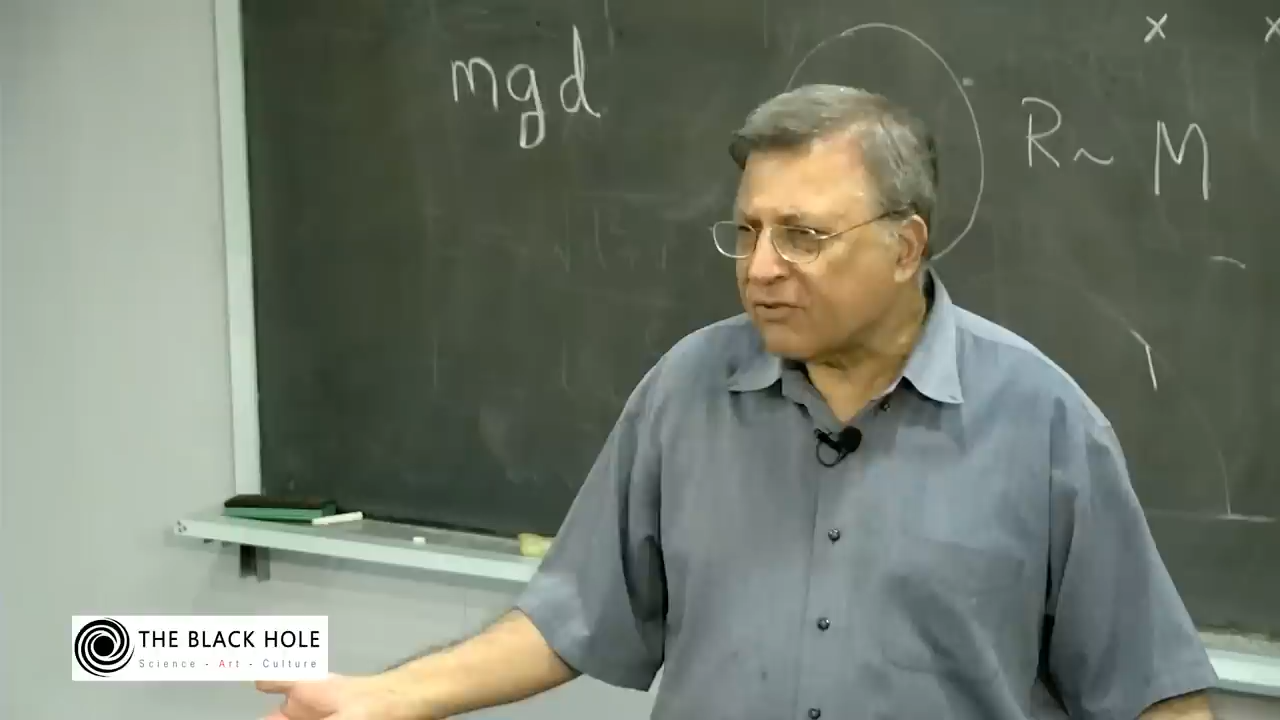 mgd
x x
R ~ M
THE BLACK HOLE
Science - Art - Culture